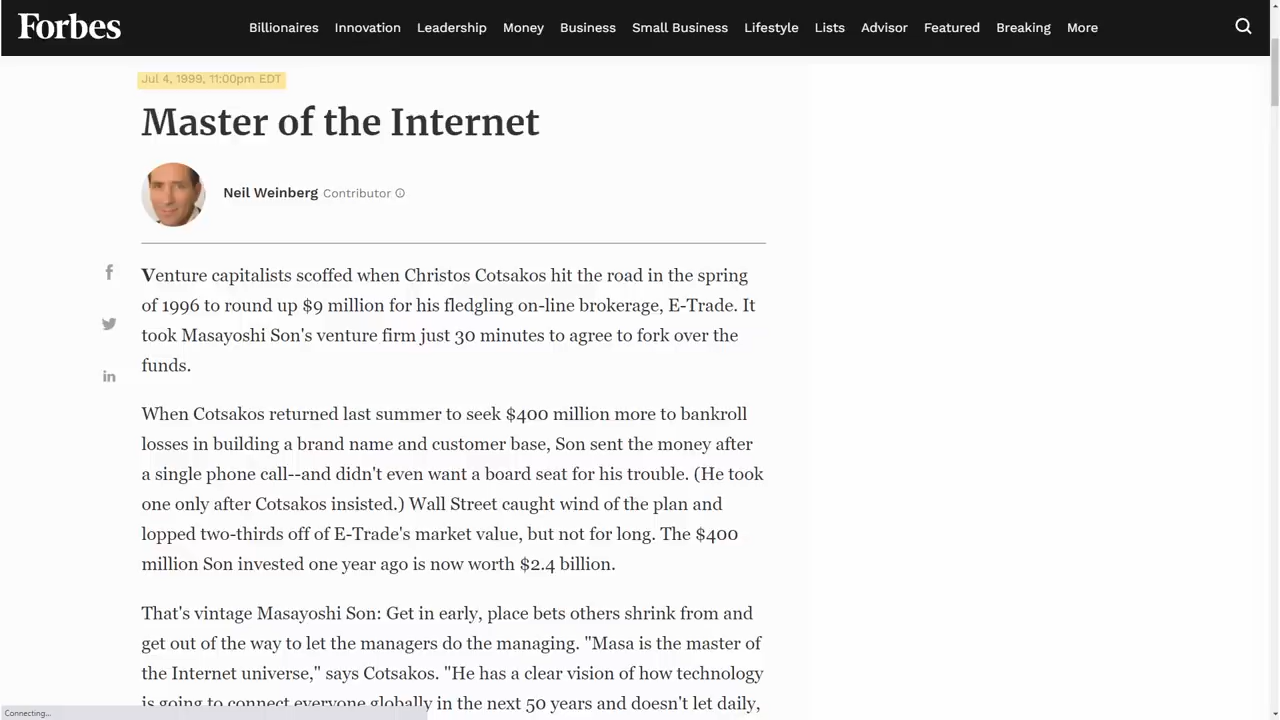 Forbes
Billionaires Innovation Leadership Money Business Small Business Lifestyle Lists Advisor Featured Breaking More
Jul 4, 1999, 11:00pm EDT
Master of the Internet
Neil Weinberg Contributor
Venture capitalists scoffed when Christos Cotsakos hit the road in the spring
of 1996 to round up $9 million for his fledgling on-line brokerage, E-Trade. It
took Masayoshi Son's venture firm just 30 minutes to agree to fork over the
funds.
When Cotsakos returned last summer to seek $400 million more to bankroll
losses in building a brand name and customer base, Son sent the money after
a single phone call--and didn't even want a board seat for his trouble. (He took
one only after Cotsakos insisted.) Wall Street caught wind of the plan and
lopped two-thirds off of E-Trade's market value, but not for long. The $400
million Son invested one year ago is now worth $2.4 billion.
That's vintage Masayoshi Son: Get in early, place bets others shrink from and
get out of the way to let the managers do the managing. "Masa is the master of
the Internet universe," says Cotsakos. "He has a clear vision of how technology
is going to connect everyone globally in the next 50 years and doesn't let daily,
Connecting...